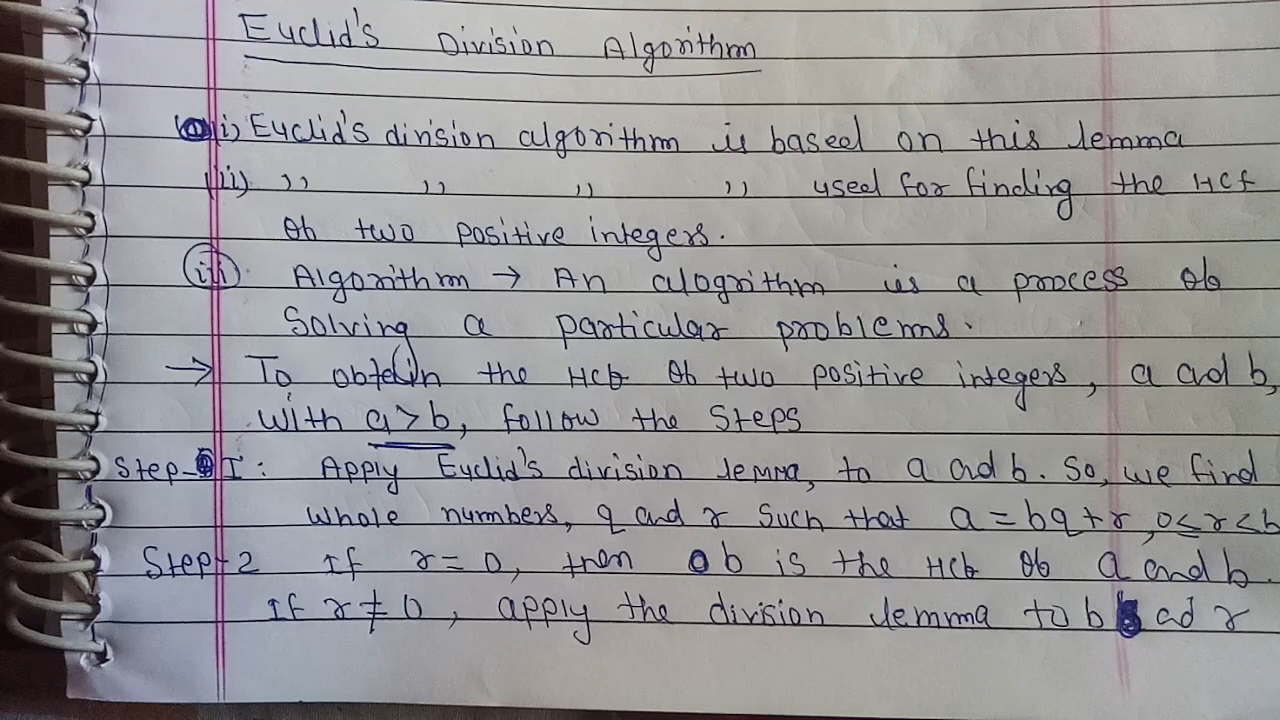 Euclid's Division Algorithm
(i) Euclid's division algorithm is based on this lemma
(ii) ,, ,, ,, ,, used for finding the HCF
Of two positive integers.
(iii) Algorithm → An alogrithm is a process Of
Solving a particular problems.
→ To obtain the HCF Of two positive integers, a ad b,
With a > b, follow the Steps
Step-I: Apply Euclid's division lemma, to a ad b. So, we find
whole numbers, q and r Such that a = bq + r, 0 ≤ r < b
Step-2 If r = 0, then b is the HCF Of a and b.
If r ≠ 0, apply the division lemma to b ad r